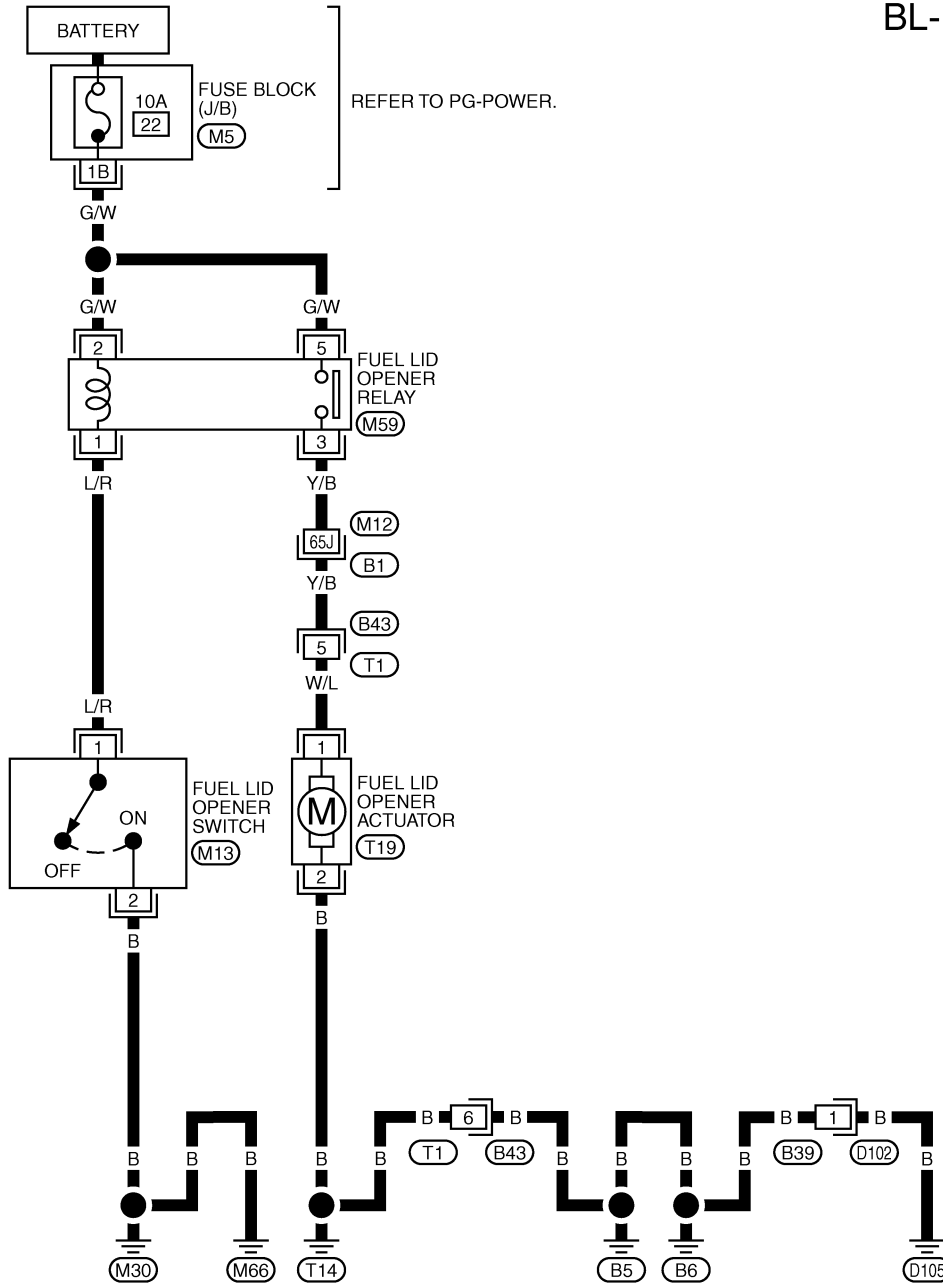 BL-
BATTERY
FUSE BLOCK
(J/B)
10A
22
M5
REFER TO PG-POWER.
1B
G/W
G/W
G/W
2
5
FUEL LID
OPENER
RELAY
M59
1
3
L/R
Y/B
M12
65J
B1
Y/B
B43
5
T1
W/L
L/R
1
1
FUEL LID
OPENER
SWITCH
M13
ON
OFF
FUEL LID
OPENER
ACTUATOR
T19
M
2
2
B
B
B
6
B
B
1
B
T1
B43
B39
D102
B
B
B
B
B
B
B
B
B
B
M30
M66
T14
B5
B6
D105